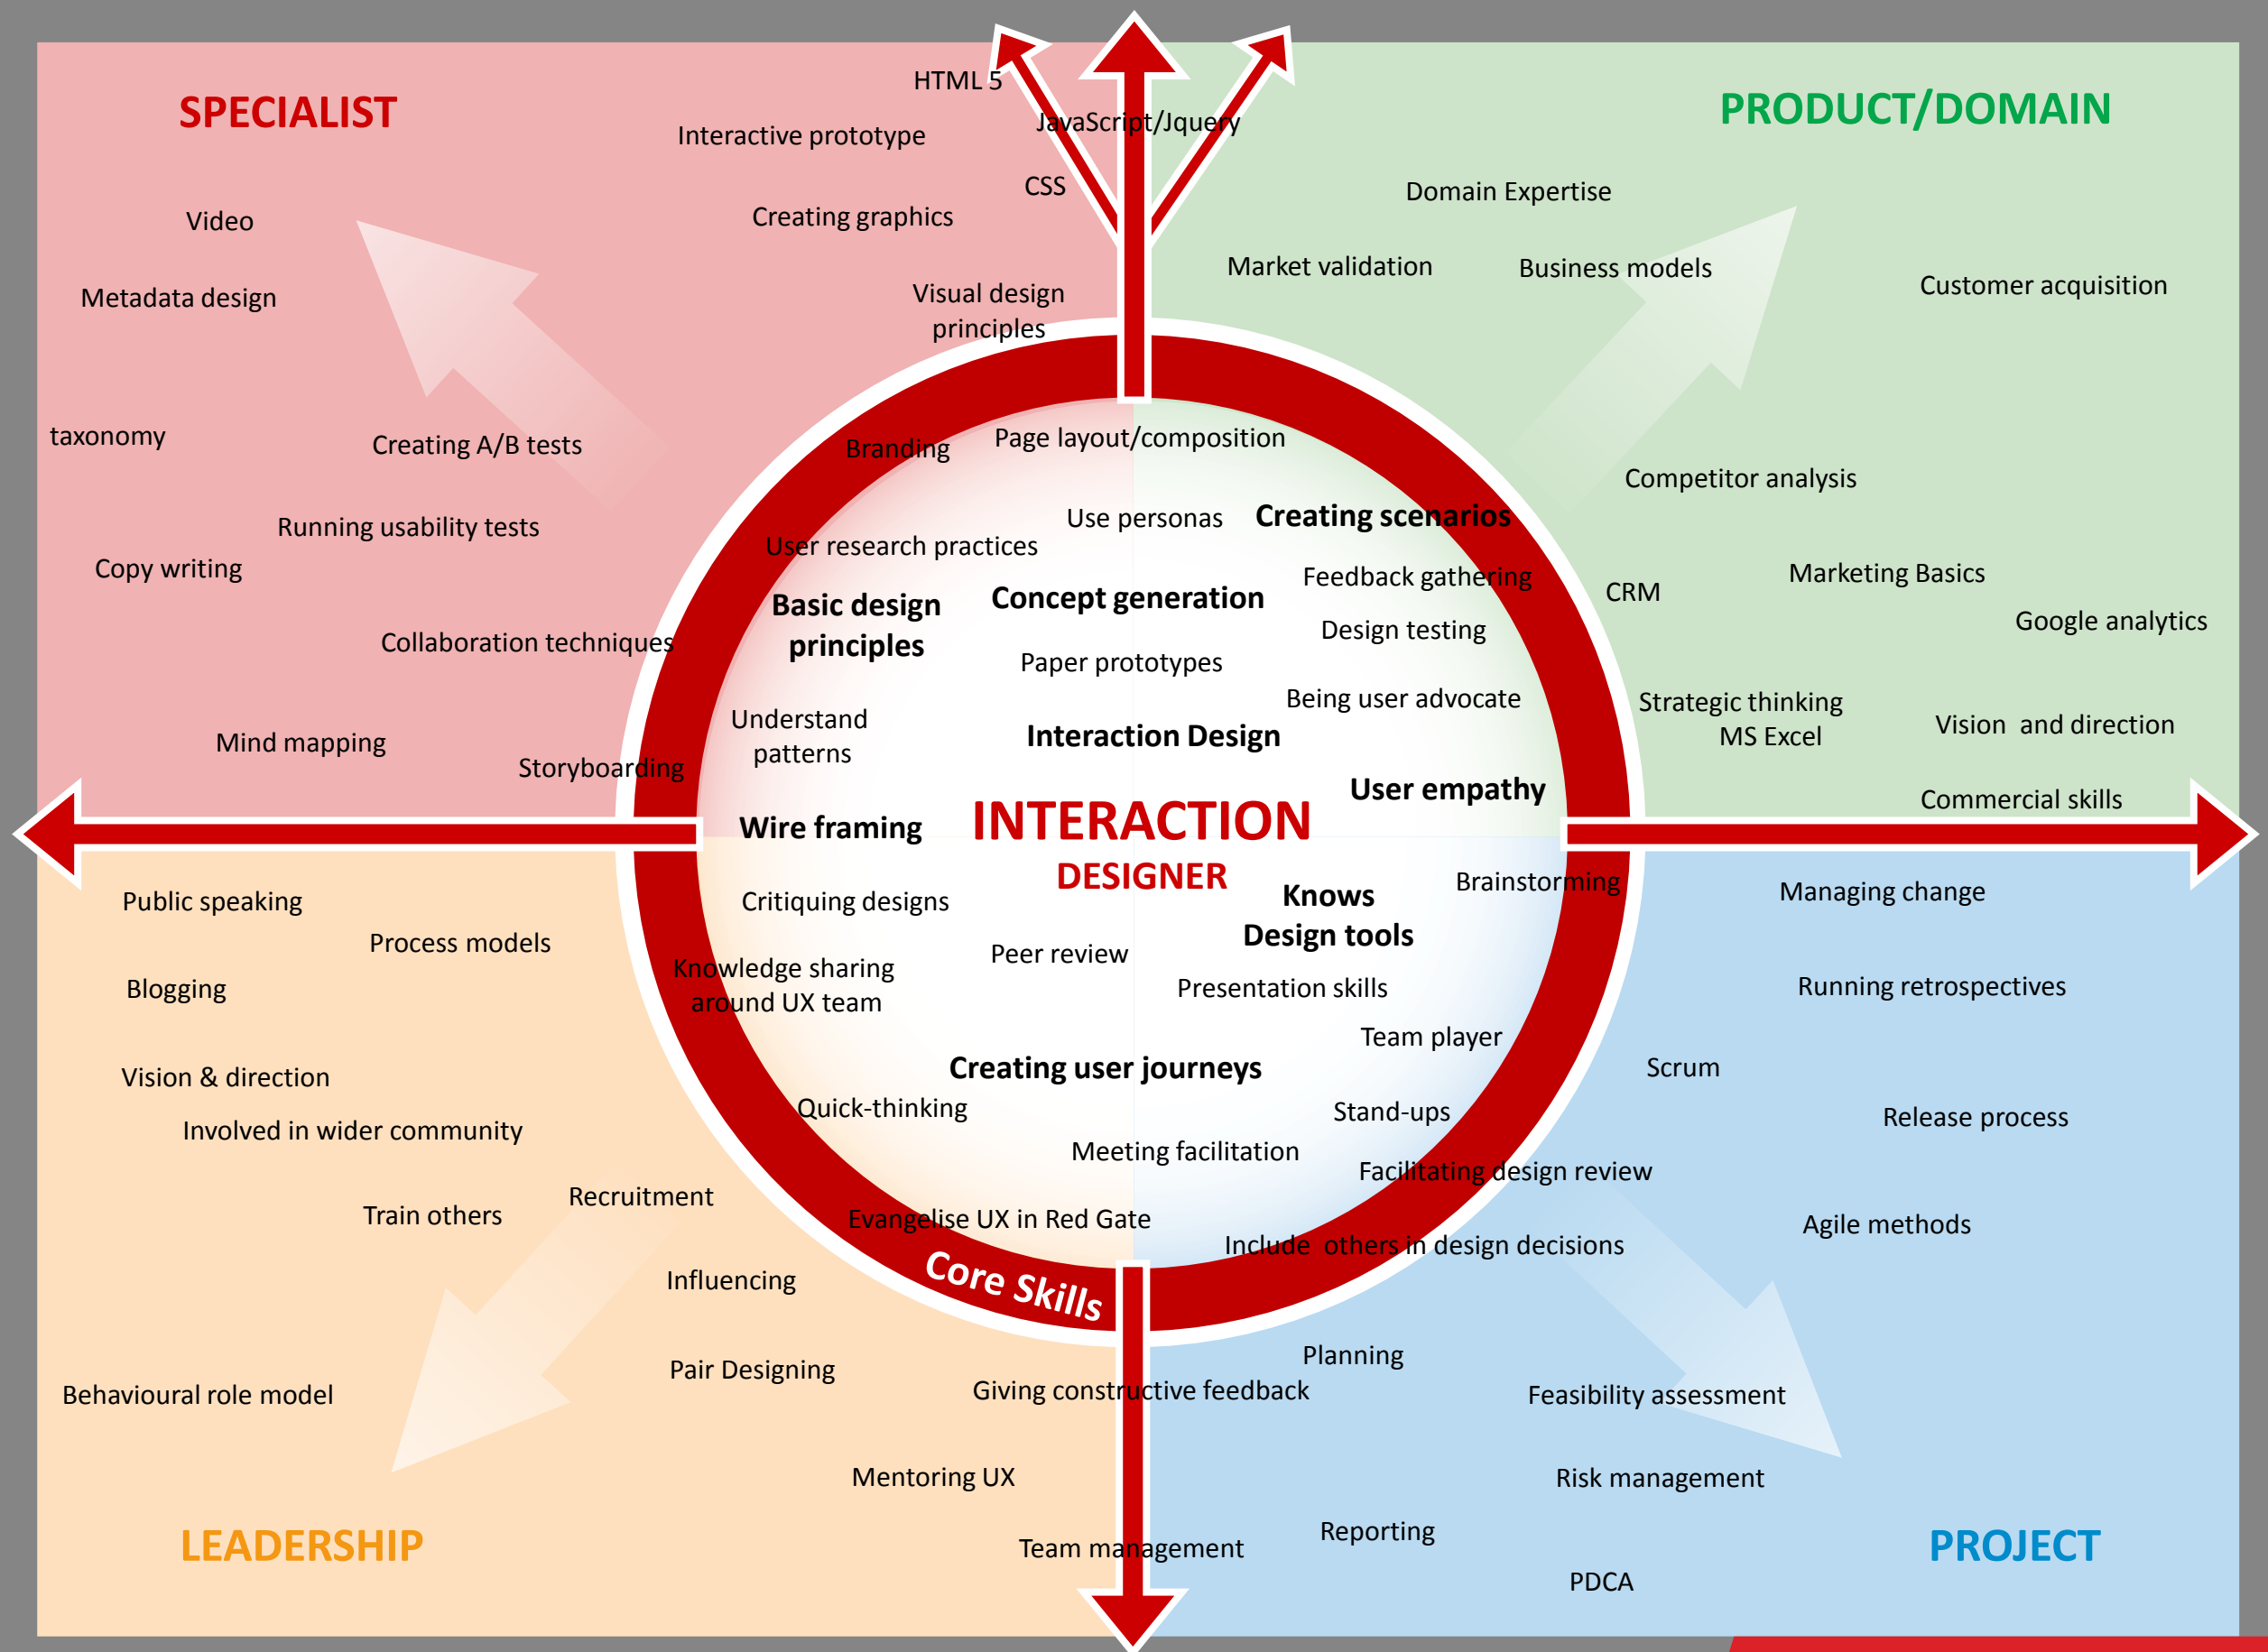 SPECIALIST
HTML 5
Interactive prototype
JavaScript/Jquery
CSS
Creating graphics
Video
Metadata design
Visual design
principles
taxonomy
Creating A/B tests
Running usability tests
Copy writing
Collaboration techniques
Mind mapping
Storyboarding
PRODUCT/DOMAIN
Domain Expertise
Market validation
Business models
Customer acquisition
Competitor analysis
CRM
Marketing Basics
Google analytics
Strategic thinking
MS Excel
Vision  and direction
Commercial skills
Branding
Page layout/composition
Use personas
Creating scenarios
User research practices
Feedback gathering
Basic design
principles
Concept generation
Design testing
Paper prototypes
Being user advocate
Understand
patterns
Interaction Design
User empathy
Wire framing
INTERACTION
DESIGNER
Brainstorming
Knows
Design tools
Critiquing designs
Peer review
Knowledge sharing
around UX team
Presentation skills
Team player
Creating user journeys
Quick-thinking
Stand-ups
Meeting facilitation
Facilitating design review
Evangelise UX in Red Gate
Include  others in design decisions
Core Skills
Public speaking
Process models
Blogging
Vision & direction
Involved in wider community
Recruitment
Train others
Influencing
Pair Designing
Behavioural role model
Giving constructive feedback
Mentoring UX
Team management
LEADERSHIP
Managing change
Running retrospectives
Scrum
Release process
Agile methods
Planning
Feasibility assessment
Risk management
Reporting
PDCA
PROJECT